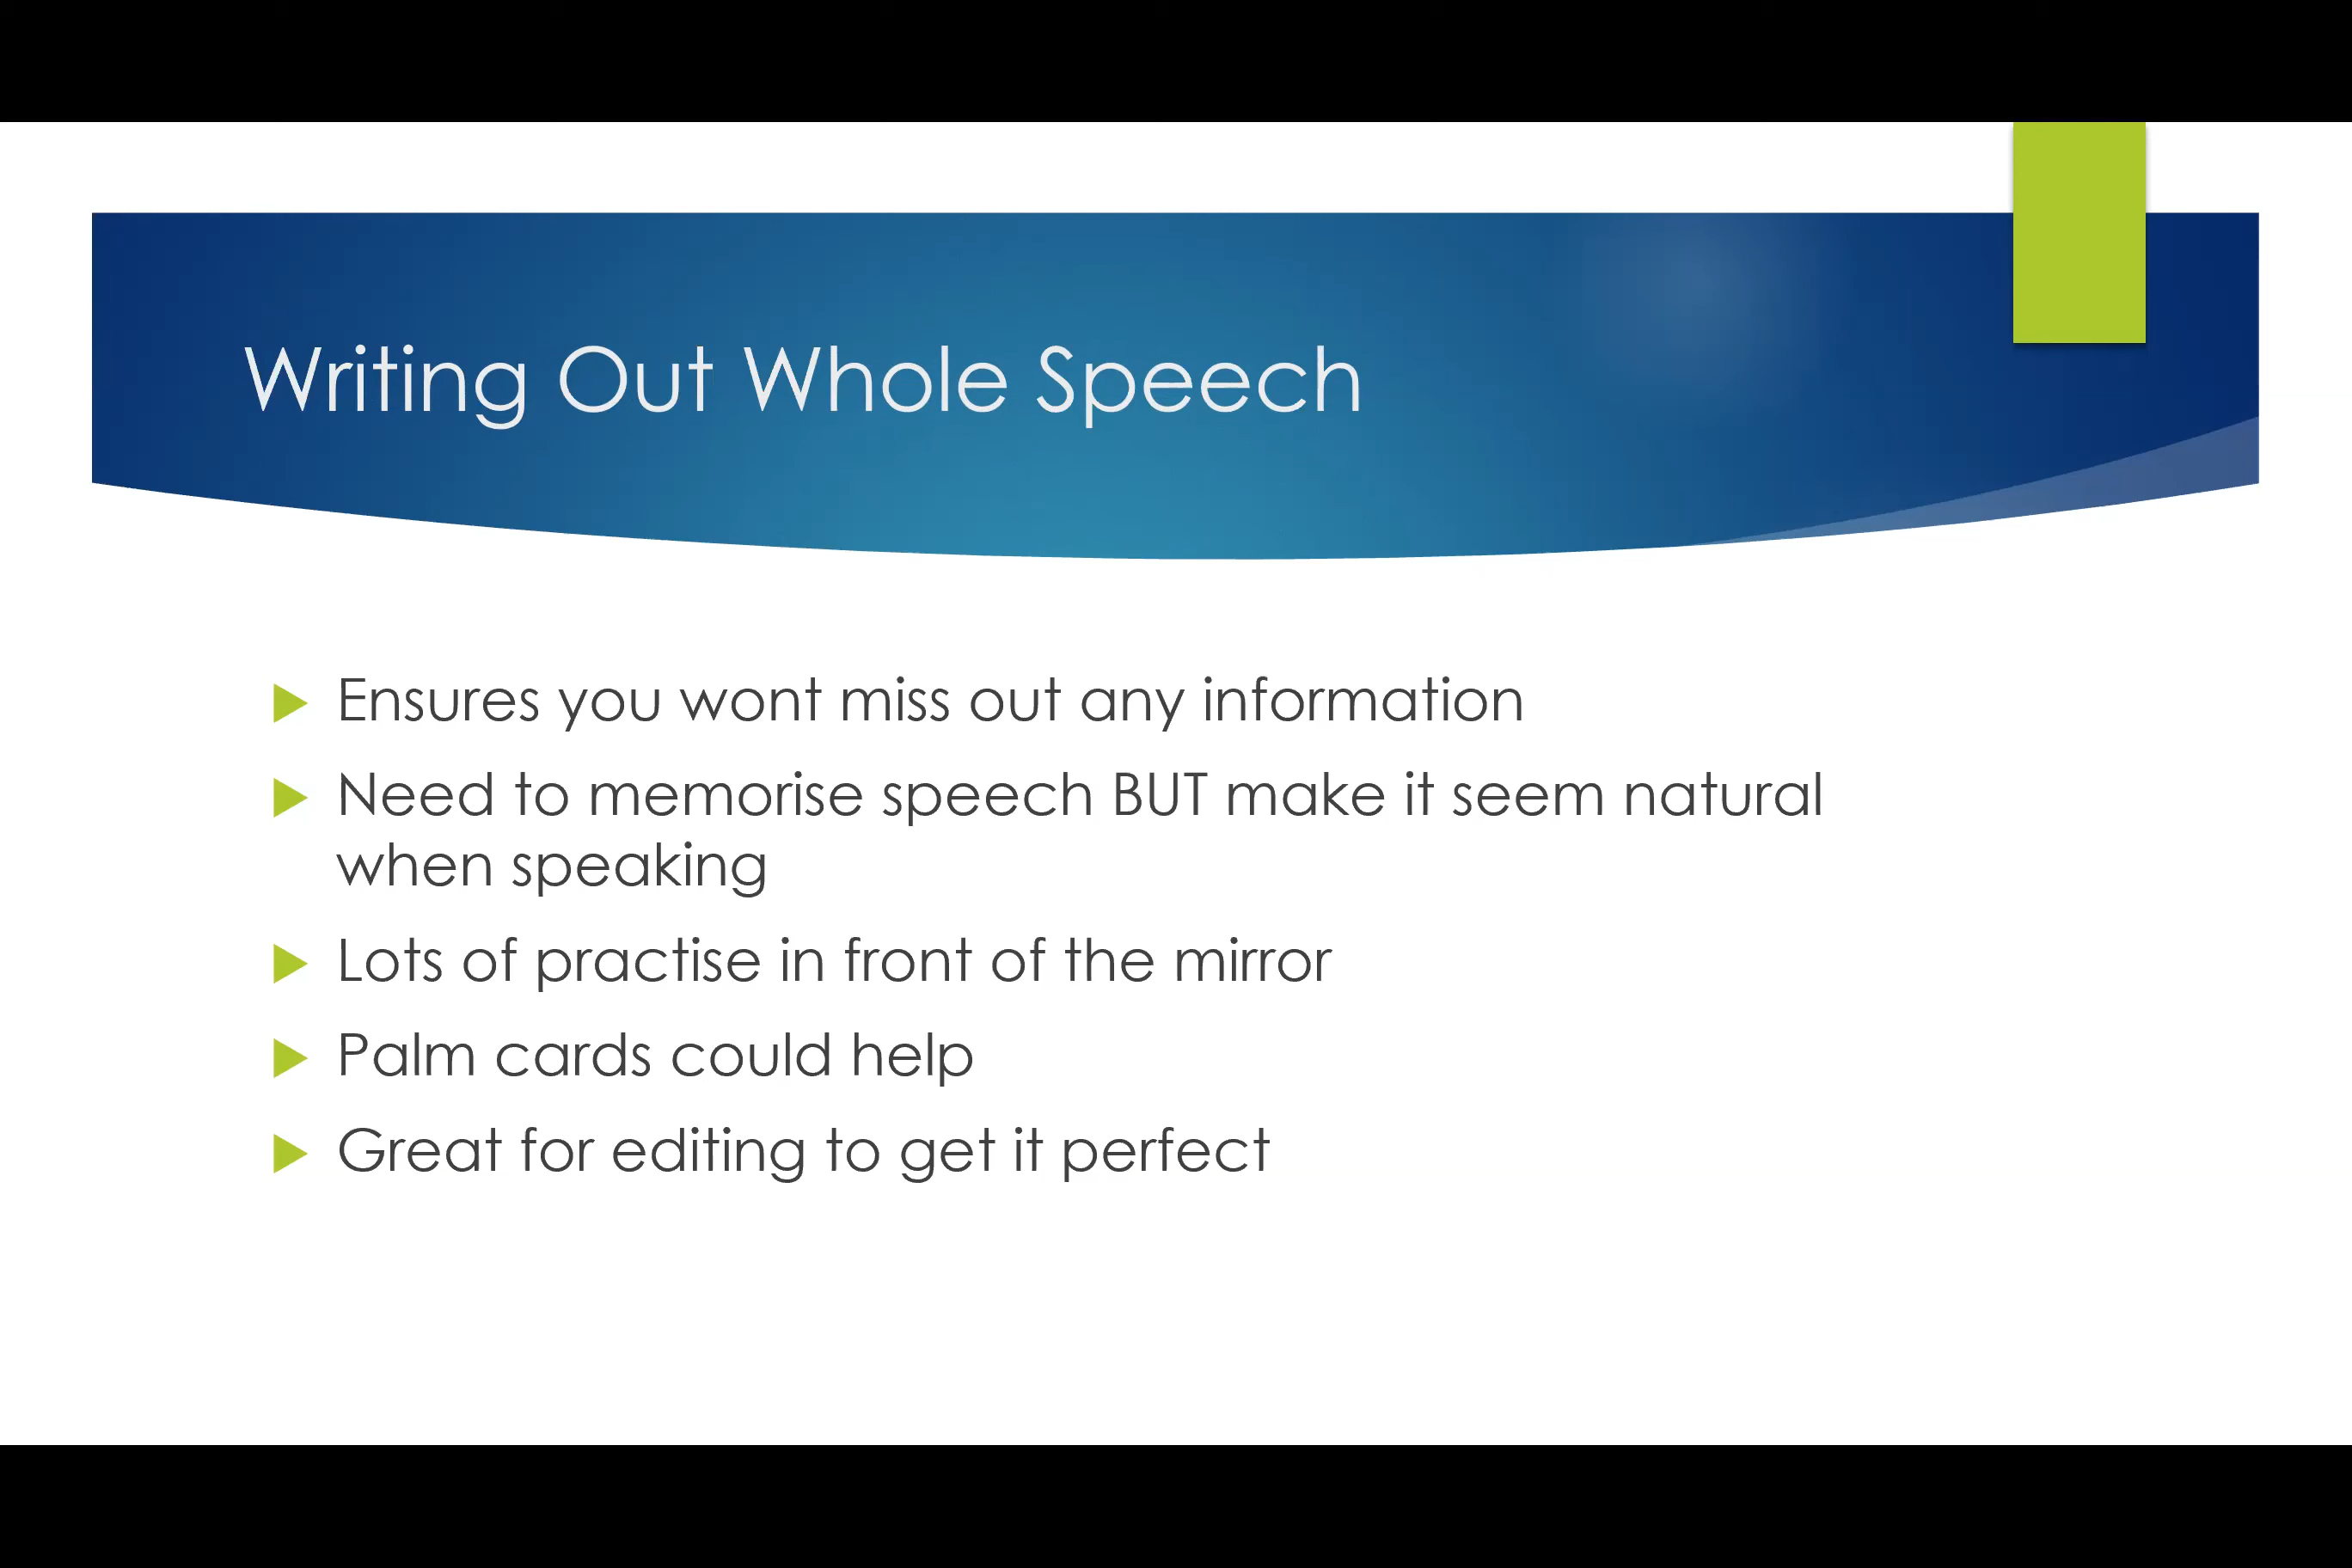 Writing Out Whole Speech
Ensures you wont miss out any information
Need to memorise speech BUT make it seem natural
when speaking
Lots of practise in front of the mirror
Palm cards could help
Great for editing to get it perfect